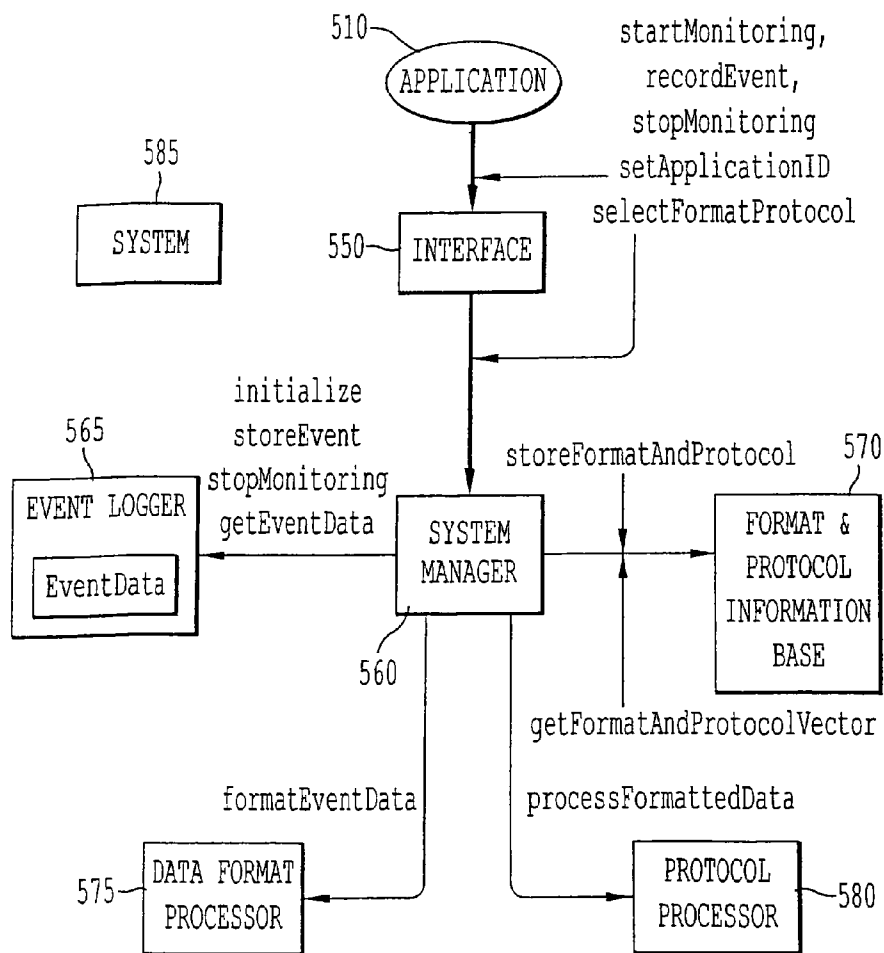 510
APPLICATION
startMonitoring,
recordEvent,
stopMonitoring
setApplicationID
selectFormatProtocol
585
SYSTEM
550
INTERFACE
initialize
storeEvent
stopMonitoring
getEventData
565
EVENT LOGGER
EventData
SYSTEM
MANAGER
560
storeFormatAndProtocol
570
FORMAT &
PROTOCOL
INFORMATION
BASE
getFormatAndProtocolVector
formatEventData
processFormattedData
575
DATA FORMAT
PROCESSOR
PROTOCOL
PROCESSOR
580